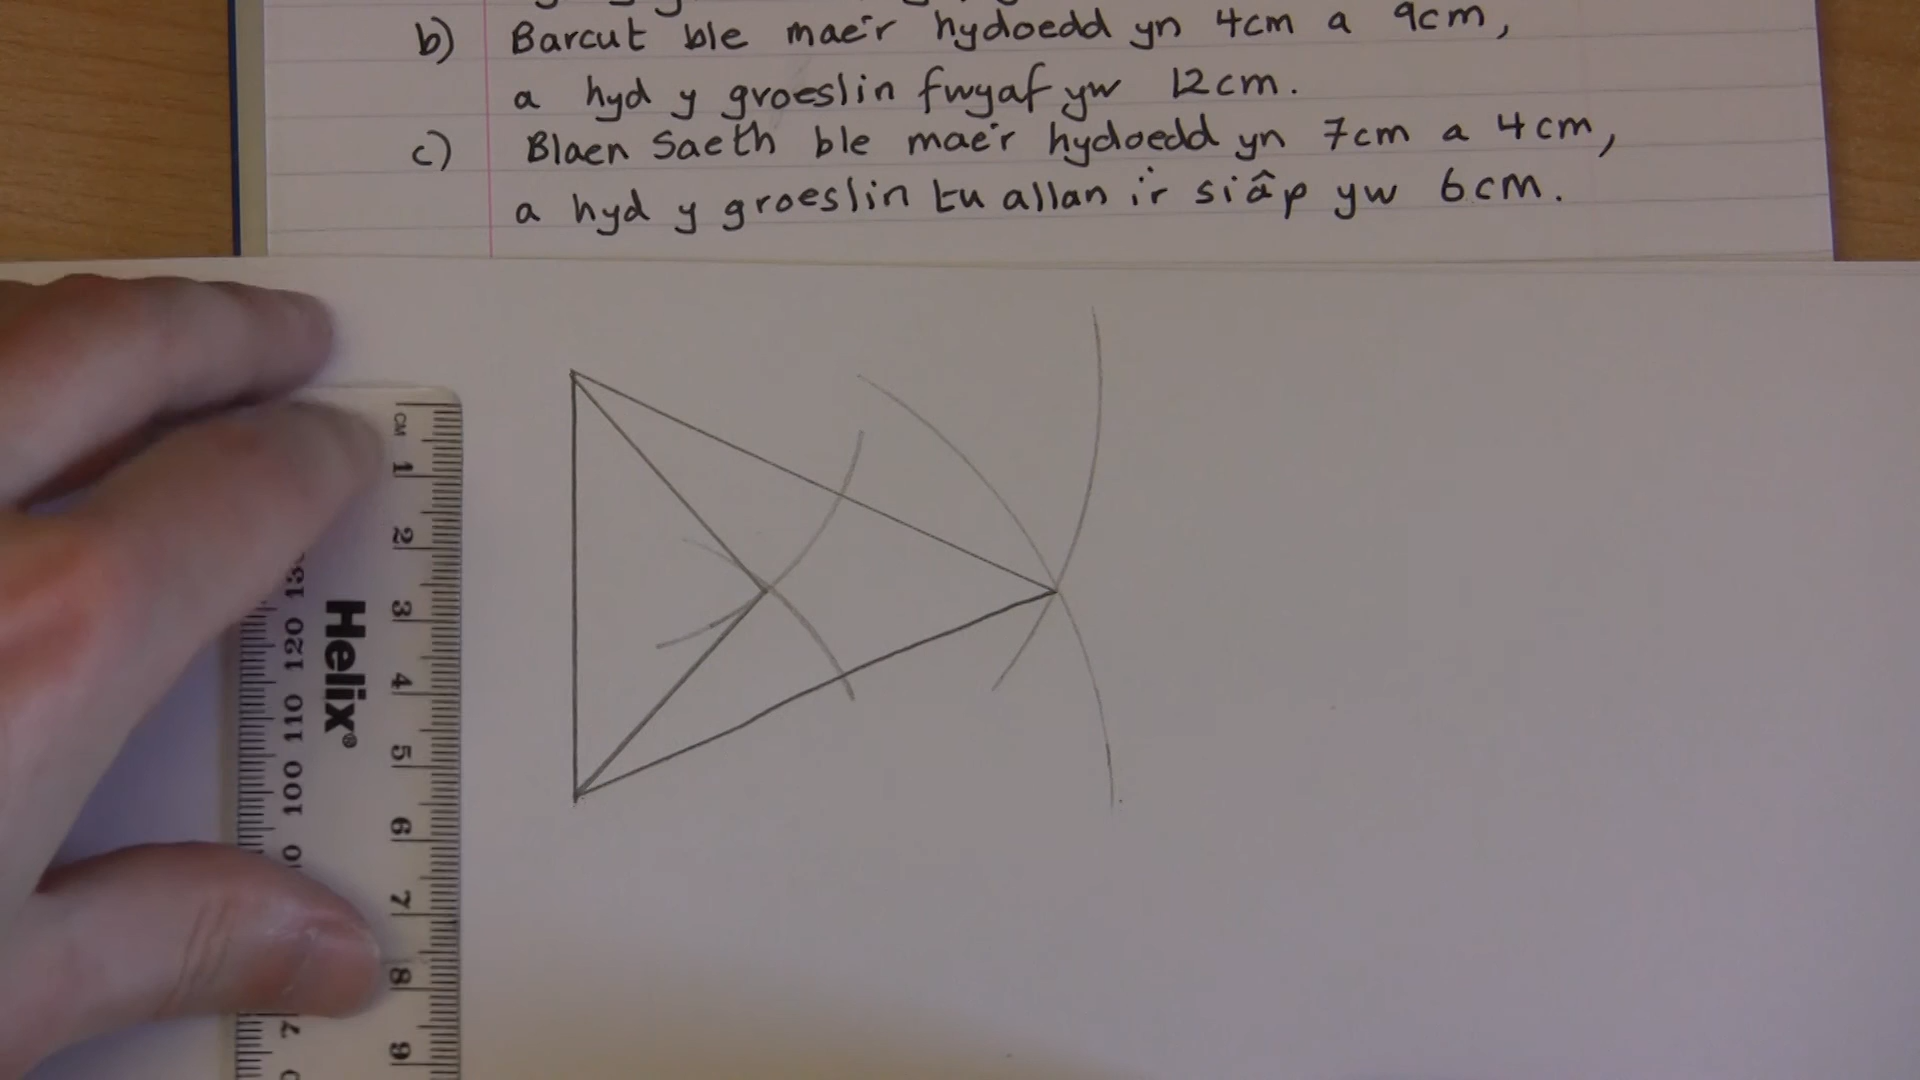 b) Barcut ble mae'r hydoedd yn 4cm a 9cm,
a hyd y groeslin fwyaf yw 12cm.
c) Blaen Saeth ble mae'r hydoedd yn 7cm a 4cm,
a hyd y groeslin tu allan i'r siâp yw 6cm.
CM 1 2 3 4 5 6 7 8 9
Helix®
120 110 100